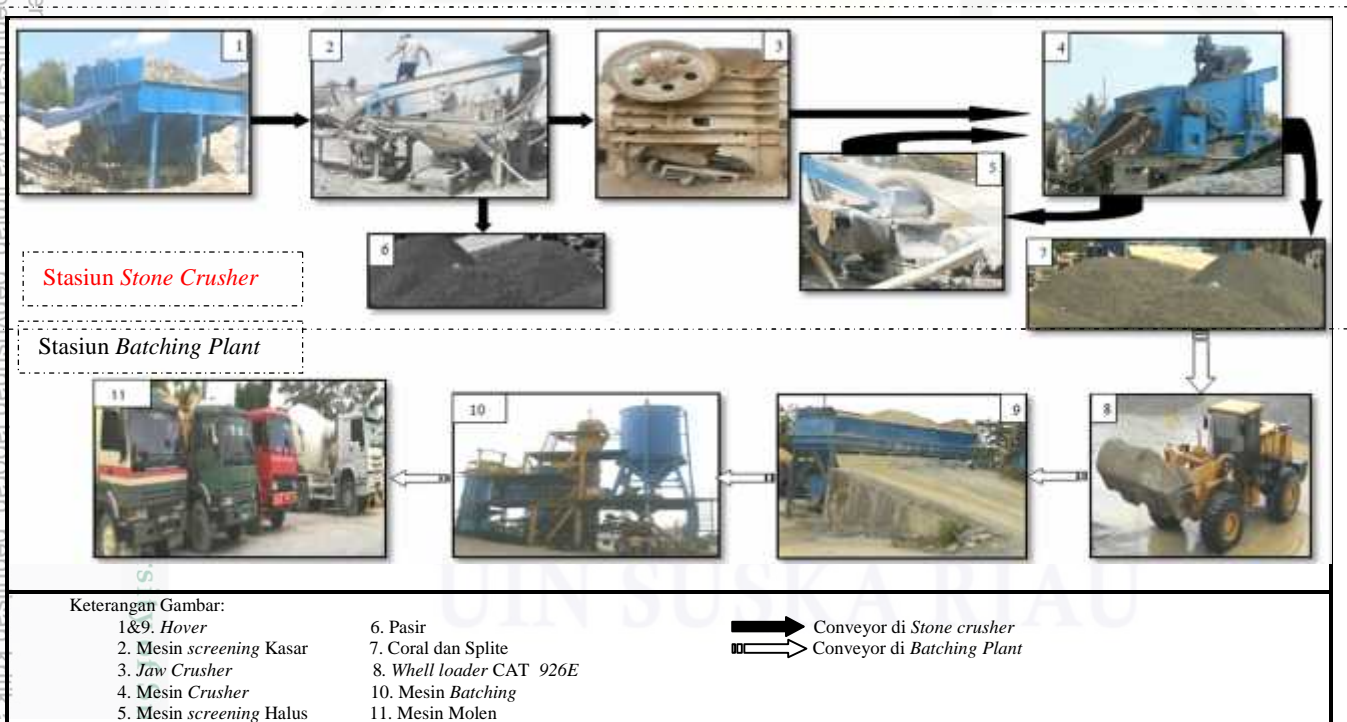 1
2
3
4
5
6
7
Stasiun Stone Crusher
Stasiun Batching Plant
11
10
9
8
UIN SUSKA RIAU
Keterangan Gambar:
1&9. Hover
2. Mesin screening Kasar
3. Jaw Crusher
4. Mesin Crusher
5. Mesin screening Halus
6. Pasir
7. Coral dan Splite
8. Whell loader CAT 926E
10. Mesin Batching
11. Mesin Molen
Conveyor di Stone crusher
Conveyor di Batching Plant